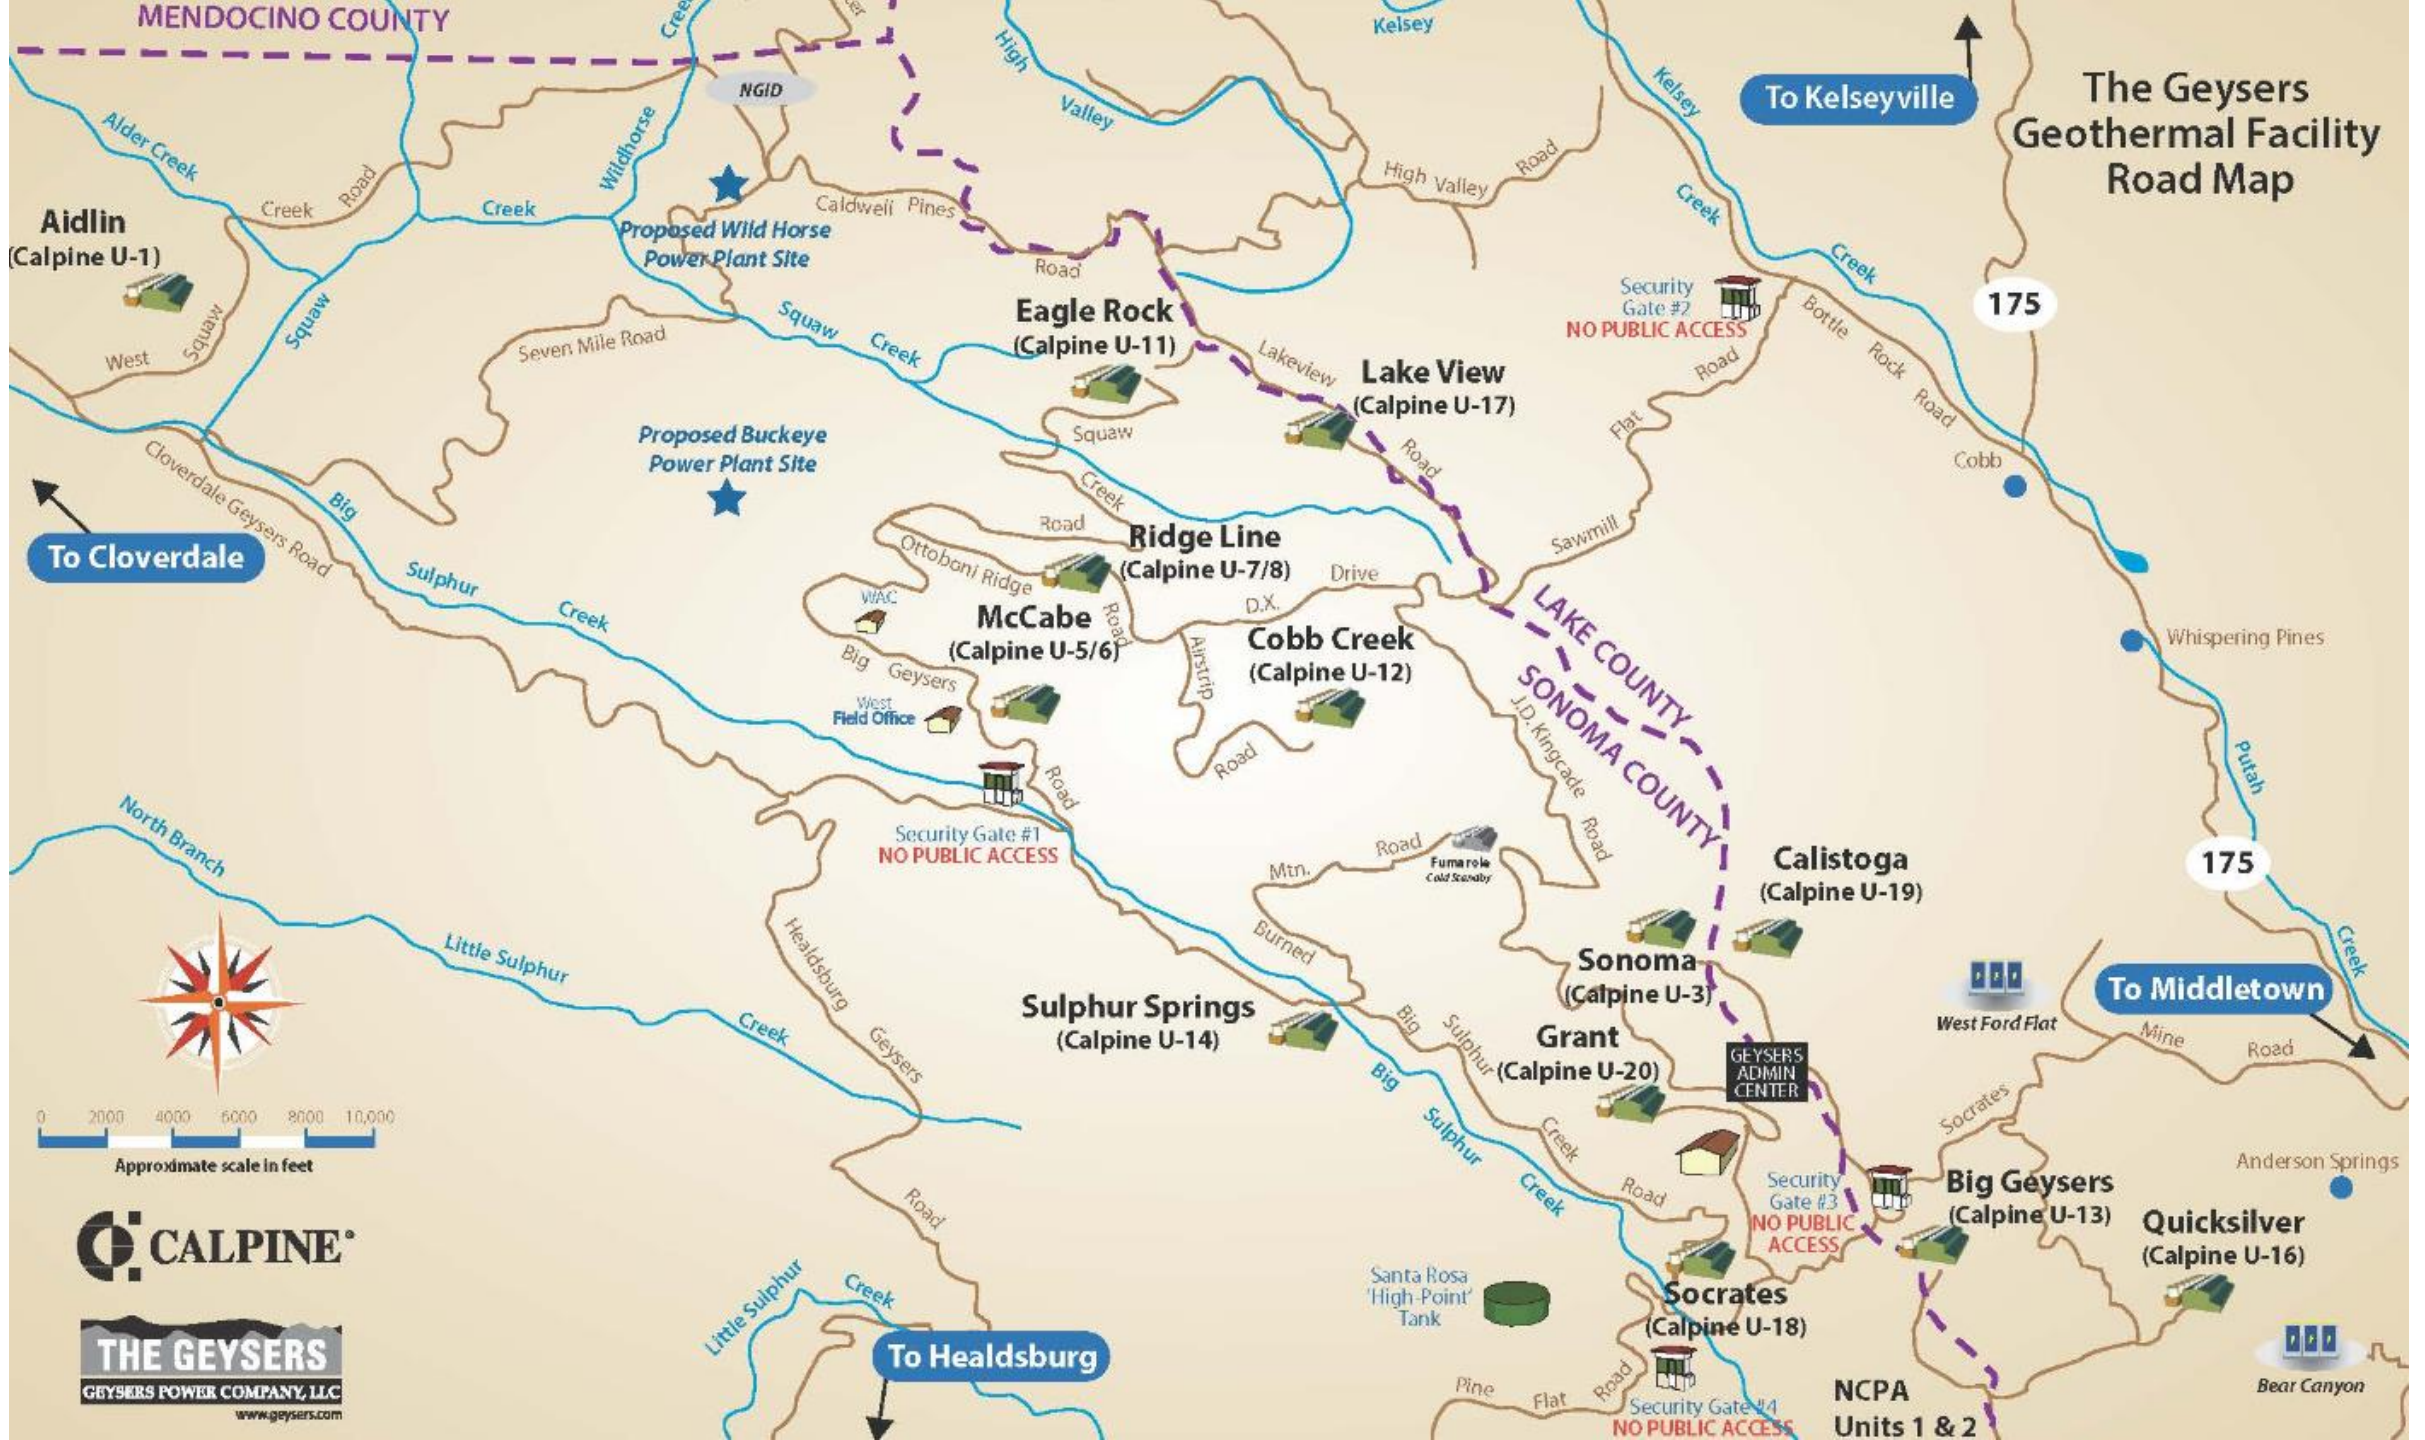 MENDOCINO COUNTY
Kelsey
The Geysers
Geothermal Facility
Road Map
To Kelseyville
NGID
High
Valley
Kelsey
Creek
Creek
Alder Creek
Creek Road
Creek
Wildhorse
Creek
Caldwell Pines
Road
High Valley Road
Aidlin
(Calpine U-1)
Proposed Wild Horse
Power Plant Site
Security
Gate #2
NO PUBLIC ACCESS
175
West Squaw
Squaw
Seven Mile Road
Squaw Creek
Eagle Rock
(Calpine U-11)
Lakeview
Road
Lake View
(Calpine U-17)
Bottle Rock Road
Sawmill Flat Road
Cobb
Proposed Buckeye
Power Plant Site
Squaw
Creek
Road
Cloverdale Geysers Road
Big Sulphur Creek
To Cloverdale
Ridge Line
(Calpine U-7/8)
Ottoboni Ridge
Road
WAC
McCabe
(Calpine U-5/6)
D.X. Drive
Airstrip
Road
Cobb Creek
(Calpine U-12)
LAKE COUNTY
SONOMA COUNTY
Whispering Pines
Big Geysers
Road
West
Field Office
J.D. Kingcade
Road
Putah
Creek
Security Gate #1
NO PUBLIC ACCESS
Mtn. Road
Burned
Fumarole
Cold Standby
Calistoga
(Calpine U-19)
175
North Branch
Little Sulphur
Creek
Healdsburg
Geysers
Road
Sonoma
(Calpine U-3)
West Ford Flat
To Middletown
Sulphur Springs
(Calpine U-14)
Big Sulphur
Creek
Road
Grant
(Calpine U-20)
GEYSERS
ADMIN
CENTER
Mine Road
Socrates
Big
Sulphur
Creek
0 2000 4000 6000 8000 10,000
Approximate scale in feet
Anderson Springs
Security
Gate #3
NO PUBLIC
ACCESS
Big Geysers
(Calpine U-13)
Quicksilver
(Calpine U-16)
CALPINE®
Little Sulphur
Creek
Santa Rosa
'High-Point'
Tank
Socrates
(Calpine U-18)
THE GEYSERS
GEYSERS POWER COMPANY, LLC
www.geysers.com
To Healdsburg
Pine Flat Road
Security Gate #4
NO PUBLIC ACCESS
NCPA
Units 1 & 2
Bear Canyon